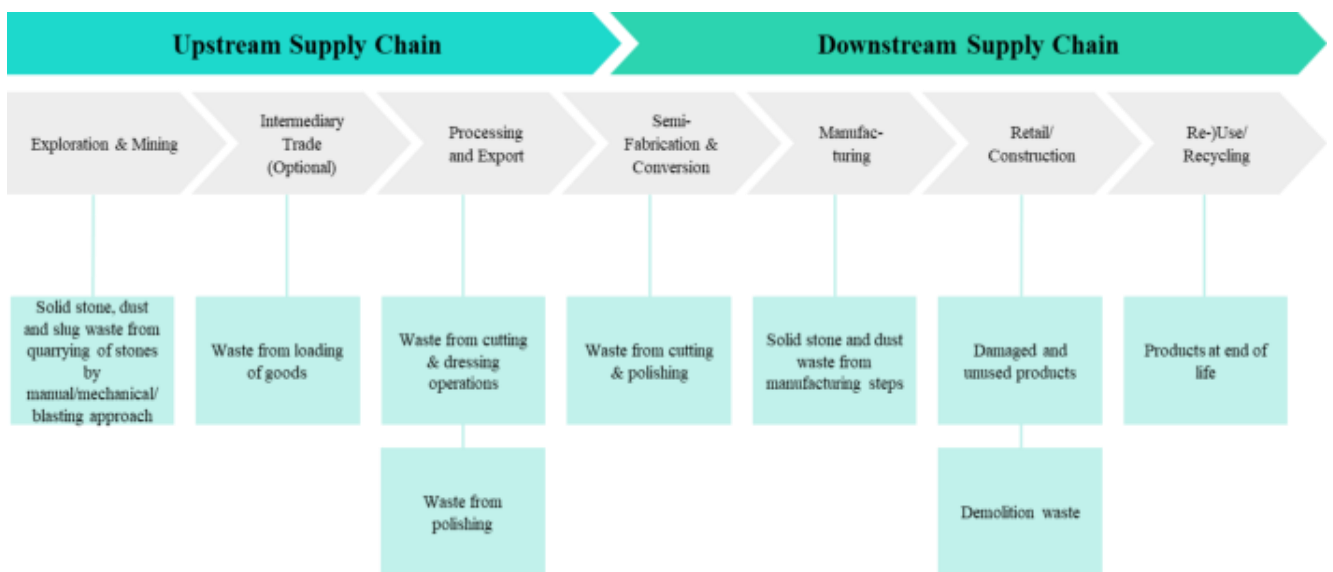 Upstream Supply Chain
Downstream Supply Chain
Exploration & Mining
Intermediary
Trade
(Optional)
Processing
and Export
Semi-
Fabrication &
Conversion
Manufac-
turing
Retail/
Construction
Re-)Use/
Recycling
Solid stone, dust
and slug waste from
quarrying of stones
by
manual/mechanical/
blasting approach
Waste from loading
of goods
Waste from cutting
& dressing
operations
Waste from cutting
& polishing
Solid stone and dust
waste from
manufacturing steps
Damaged and
unused products
Products at end of
life
Waste from
polishing
Demolition waste